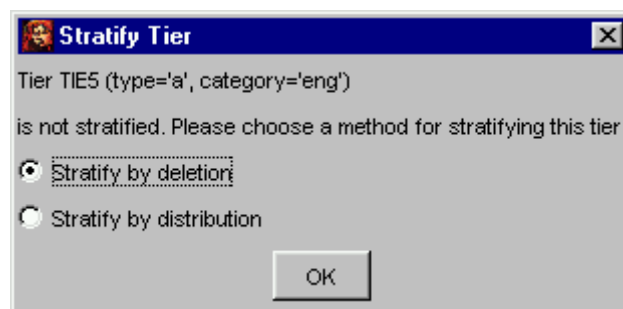 Stratify Tier
Tier TIE5 (type='a', category='eng')
is not stratified. Please choose a method for stratifying this tier
Stratify by deletion
Stratify by distribution
OK